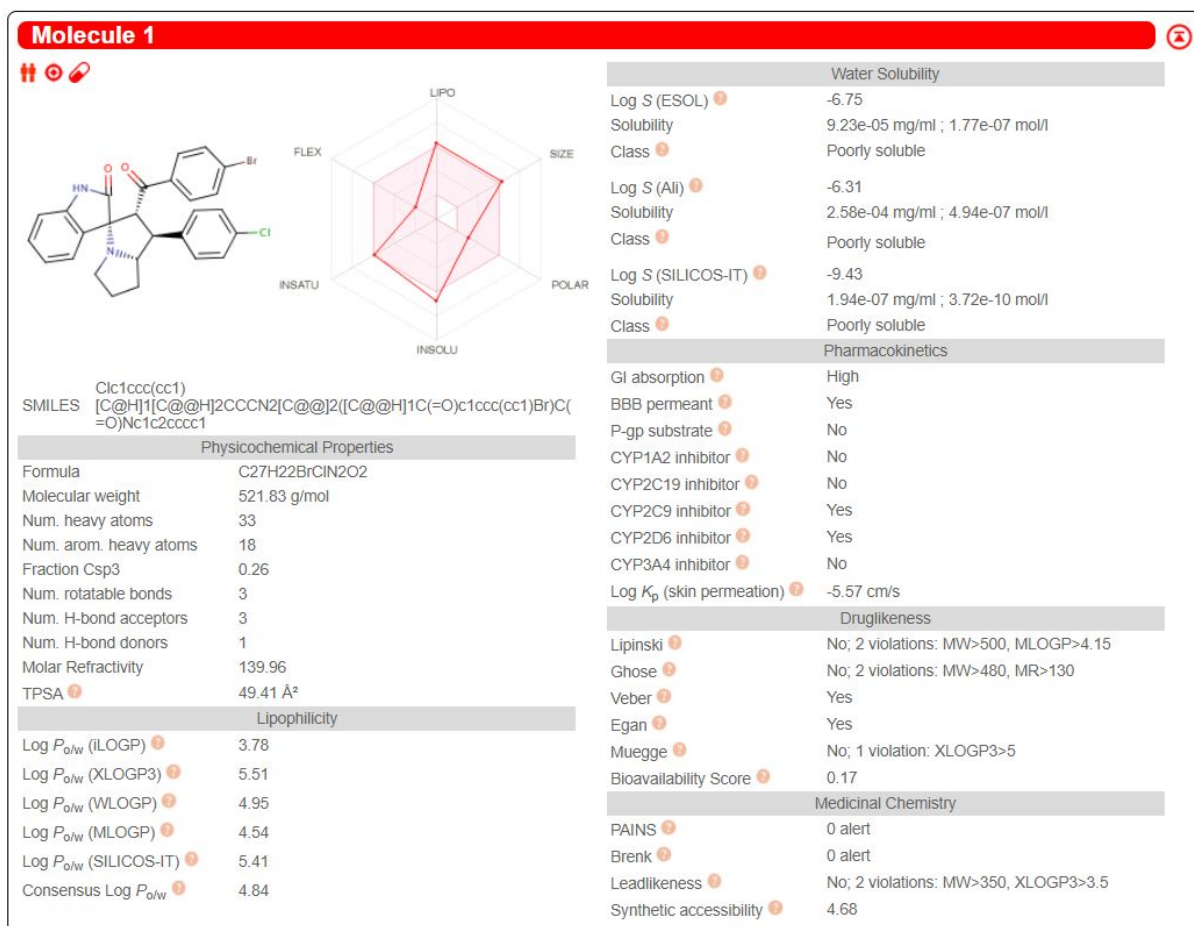 Molecule 1
LIPO
FLEX
SIZE
INSATU
POLAR
INSOLU
HN
O
O
Br
N
Cl
SMILES Clc1ccc(cc1)
[C@H]1[C@@H]2CCCN2[C@@]2([C@@H]1C(=O)c1ccc(cc1)Br)C(
=O)Nc1c2cccc1
Physicochemical Properties
Formula C27H22BrClN2O2
Molecular weight 521.83 g/mol
Num. heavy atoms 33
Num. arom. heavy atoms 18
Fraction Csp3 0.26
Num. rotatable bonds 3
Num. H-bond acceptors 3
Num. H-bond donors 1
Molar Refractivity 139.96
TPSA ? 49.41 Å²
Lipophilicity
Log Po/w (iLOGP) ? 3.78
Log Po/w (XLOGP3) ? 5.51
Log Po/w (WLOGP) ? 4.95
Log Po/w (MLOGP) ? 4.54
Log Po/w (SILICOS-IT) ? 5.41
Consensus Log Po/w ? 4.84
Water Solubility
Log S (ESOL) ? -6.75
Solubility 9.23e-05 mg/ml ; 1.77e-07 mol/l
Class ? Poorly soluble
Log S (Ali) ? -6.31
Solubility 2.58e-04 mg/ml ; 4.94e-07 mol/l
Class ? Poorly soluble
Log S (SILICOS-IT) ? -9.43
Solubility 1.94e-07 mg/ml ; 3.72e-10 mol/l
Class ? Poorly soluble
Pharmacokinetics
GI absorption ? High
BBB permeant ? Yes
P-gp substrate ? No
CYP1A2 inhibitor ? No
CYP2C19 inhibitor ? No
CYP2C9 inhibitor ? Yes
CYP2D6 inhibitor ? Yes
CYP3A4 inhibitor ? No
Log Kp (skin permeation) ? -5.57 cm/s
Druglikeness
Lipinski ? No; 2 violations: MW>500, MLOGP>4.15
Ghose ? No; 2 violations: MW>480, MR>130
Veber ? Yes
Egan ? Yes
Muegge ? No; 1 violation: XLOGP3>5
Bioavailability Score ? 0.17
Medicinal Chemistry
PAINS ? 0 alert
Brenk ? 0 alert
Leadlikeness ? No; 2 violations: MW>350, XLOGP3>3.5
Synthetic accessibility ? 4.68